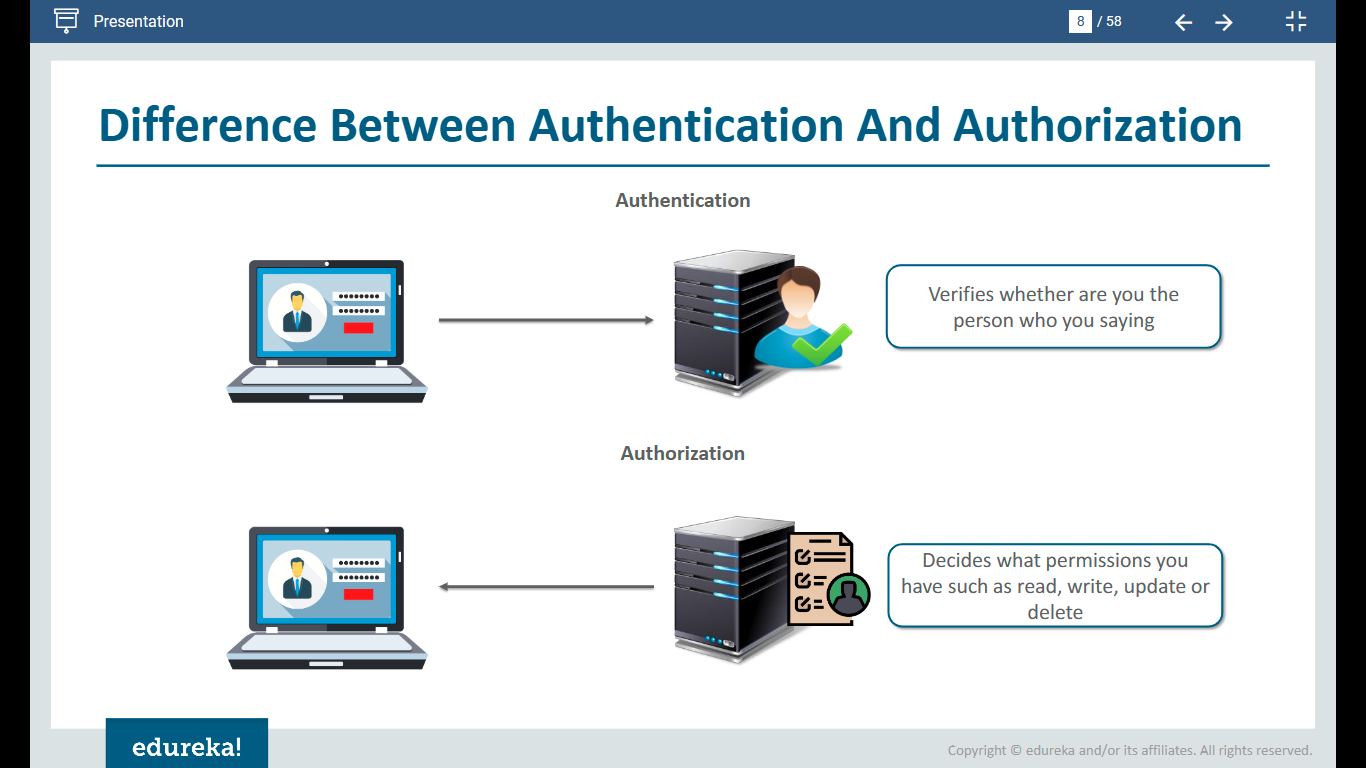 Presentation
8 / 58
Difference Between Authentication And Authorization
Authentication
Verifies whether are you the
person who you saying
Authorization
Decides what permissions you
have such as read, write, update or
delete
edureka!
Copyright © edureka and/or its affiliates. All rights reserved.